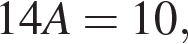 14A = 10,